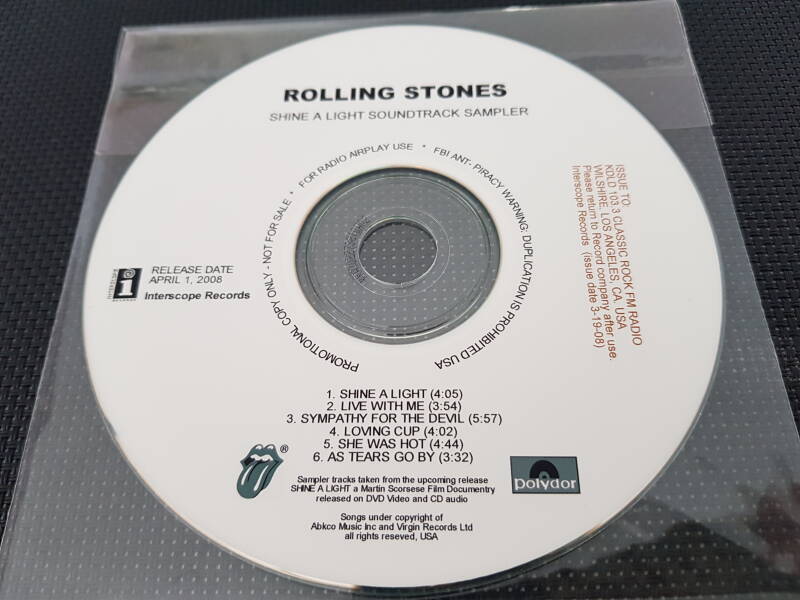 ROLLING STONES
SHINE A LIGHT SOUNDTRACK SAMPLER
PROMOTIONAL COPY ONLY - NOT FOR SALE * FOR RADIO AIRPLAY USE * FBI ANT- PIRACY WARNING: DUPLICATION IS PROHIBITED USA
ISSUE TO:
KDLD 103.3 CLASSIC ROCK FM RADIO
WILSHIRE, LOS ANGELES, CA. USA
Please return to Record company after use.
Interscope Records (issue date 3-19-08)
i
RELEASE DATE
APRIL 1, 2008
Interscope Records
1. SHINE A LIGHT (4:05)
2. LIVE WITH ME (3:54)
3. SYMPATHY FOR THE DEVIL (5:57)
4. LOVING CUP (4:02)
5. SHE WAS HOT (4:44)
6. AS TEARS GO BY (3:32)
®
Sampler tracks taken from the upcoming release
SHINE A LIGHT a Martin Scorsese Film Documentry
released on DVD Video and CD audio
polydor
Songs under copyright of
Abkco Music Inc and Virgin Records Ltd
all rights reseved, USA